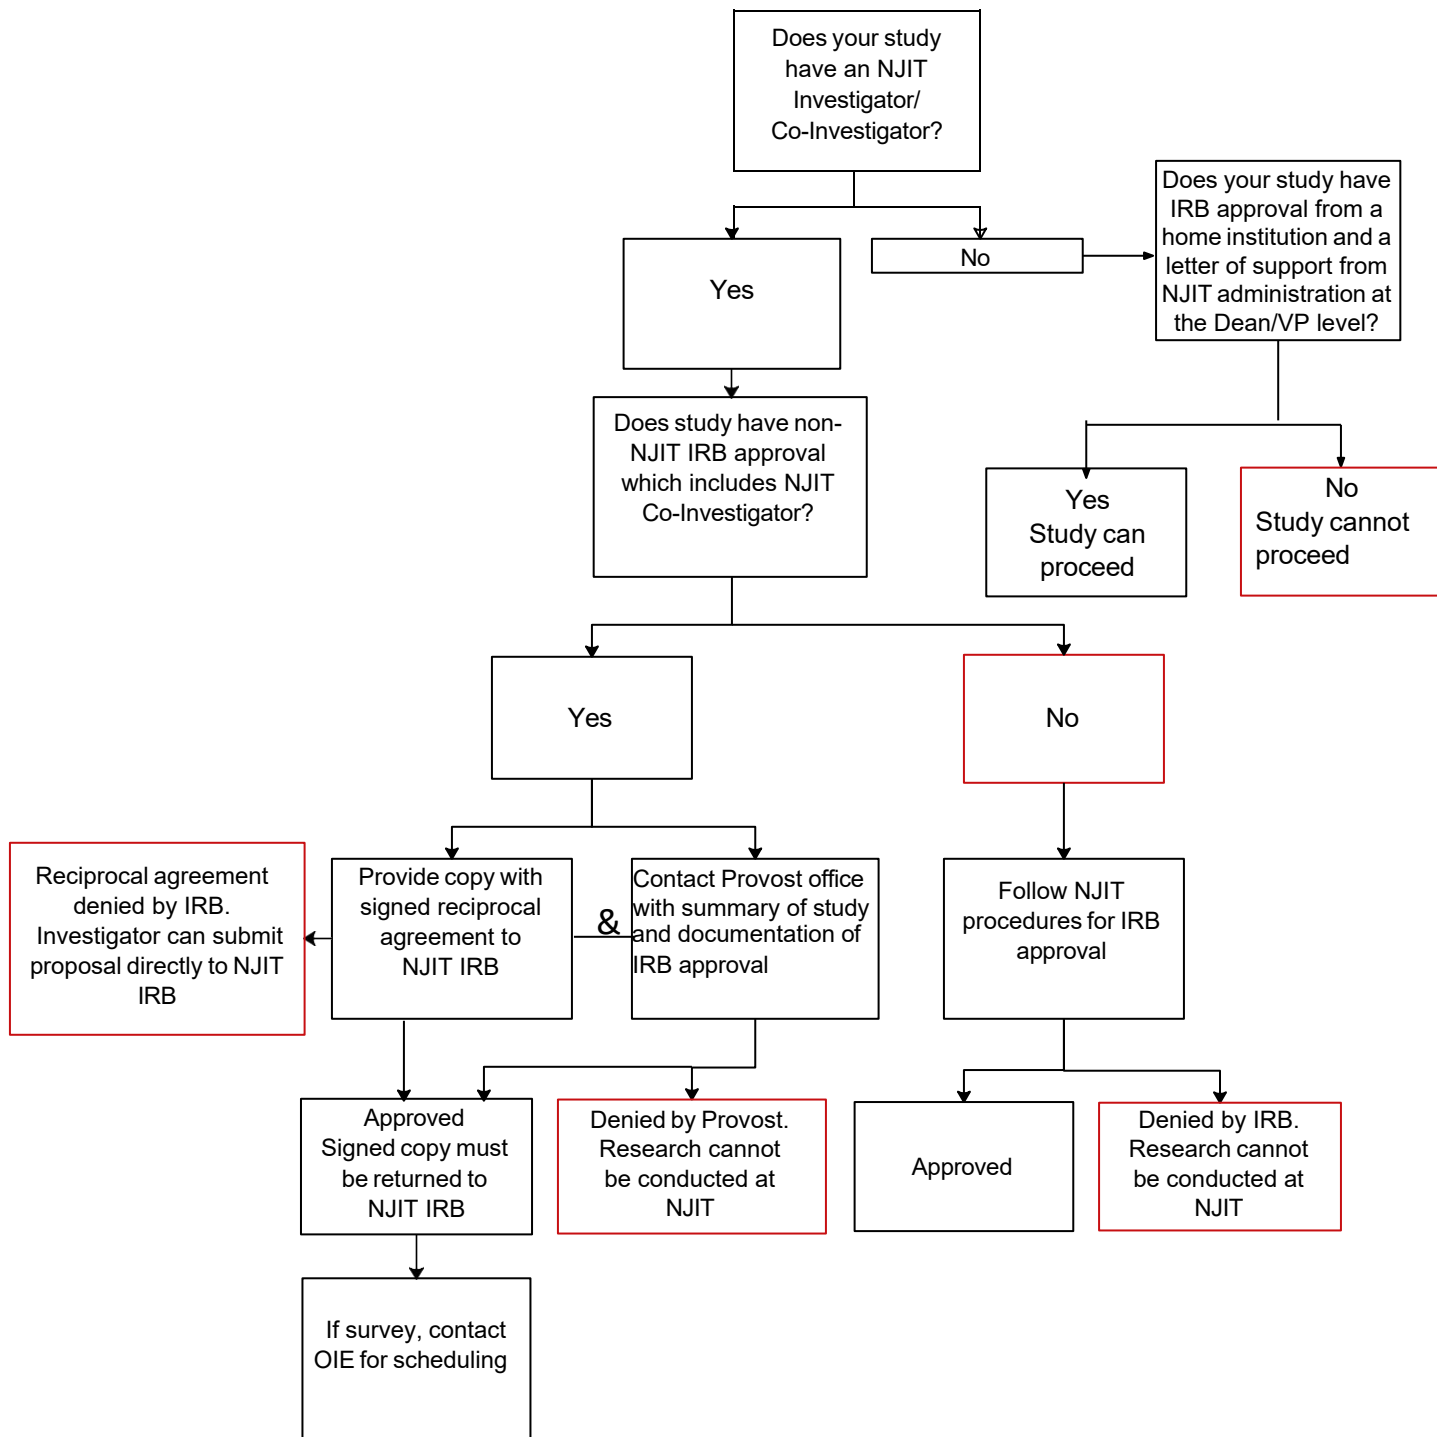 Does your study
have an NJIT
Investigator/
Co-Investigator?
Does your study have
IRB approval from a
home institution and a
letter of support from
NJIT administration at
the Dean/VP level?
Yes
No
Does study have non-
NJIT IRB approval
which includes NJIT
Co-Investigator?
Yes
Study can
proceed
No
Study cannot
proceed
Yes
No
Reciprocal agreement
denied by IRB.
Investigator can submit
proposal directly to NJIT
IRB
Provide copy with
signed reciprocal
agreement to
NJIT IRB
&
Contact Provost office
with summary of study
and documentation of
IRB approval
Follow NJIT
procedures for IRB
approval
Approved
Signed copy must
be returned to
NJIT IRB
Denied by Provost.
Research cannot
be conducted at
NJIT
Approved
Denied by IRB.
Research cannot
be conducted at
NJIT
If survey, contact
OIE for scheduling